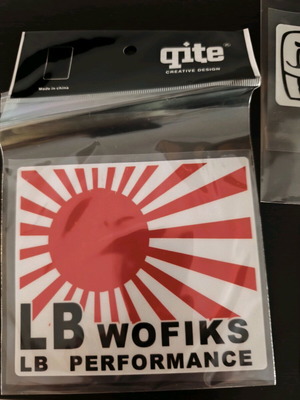 qite®
CREATIVE DESIGN
Made in china
LB WOFIKS
LB PERFORMANCE